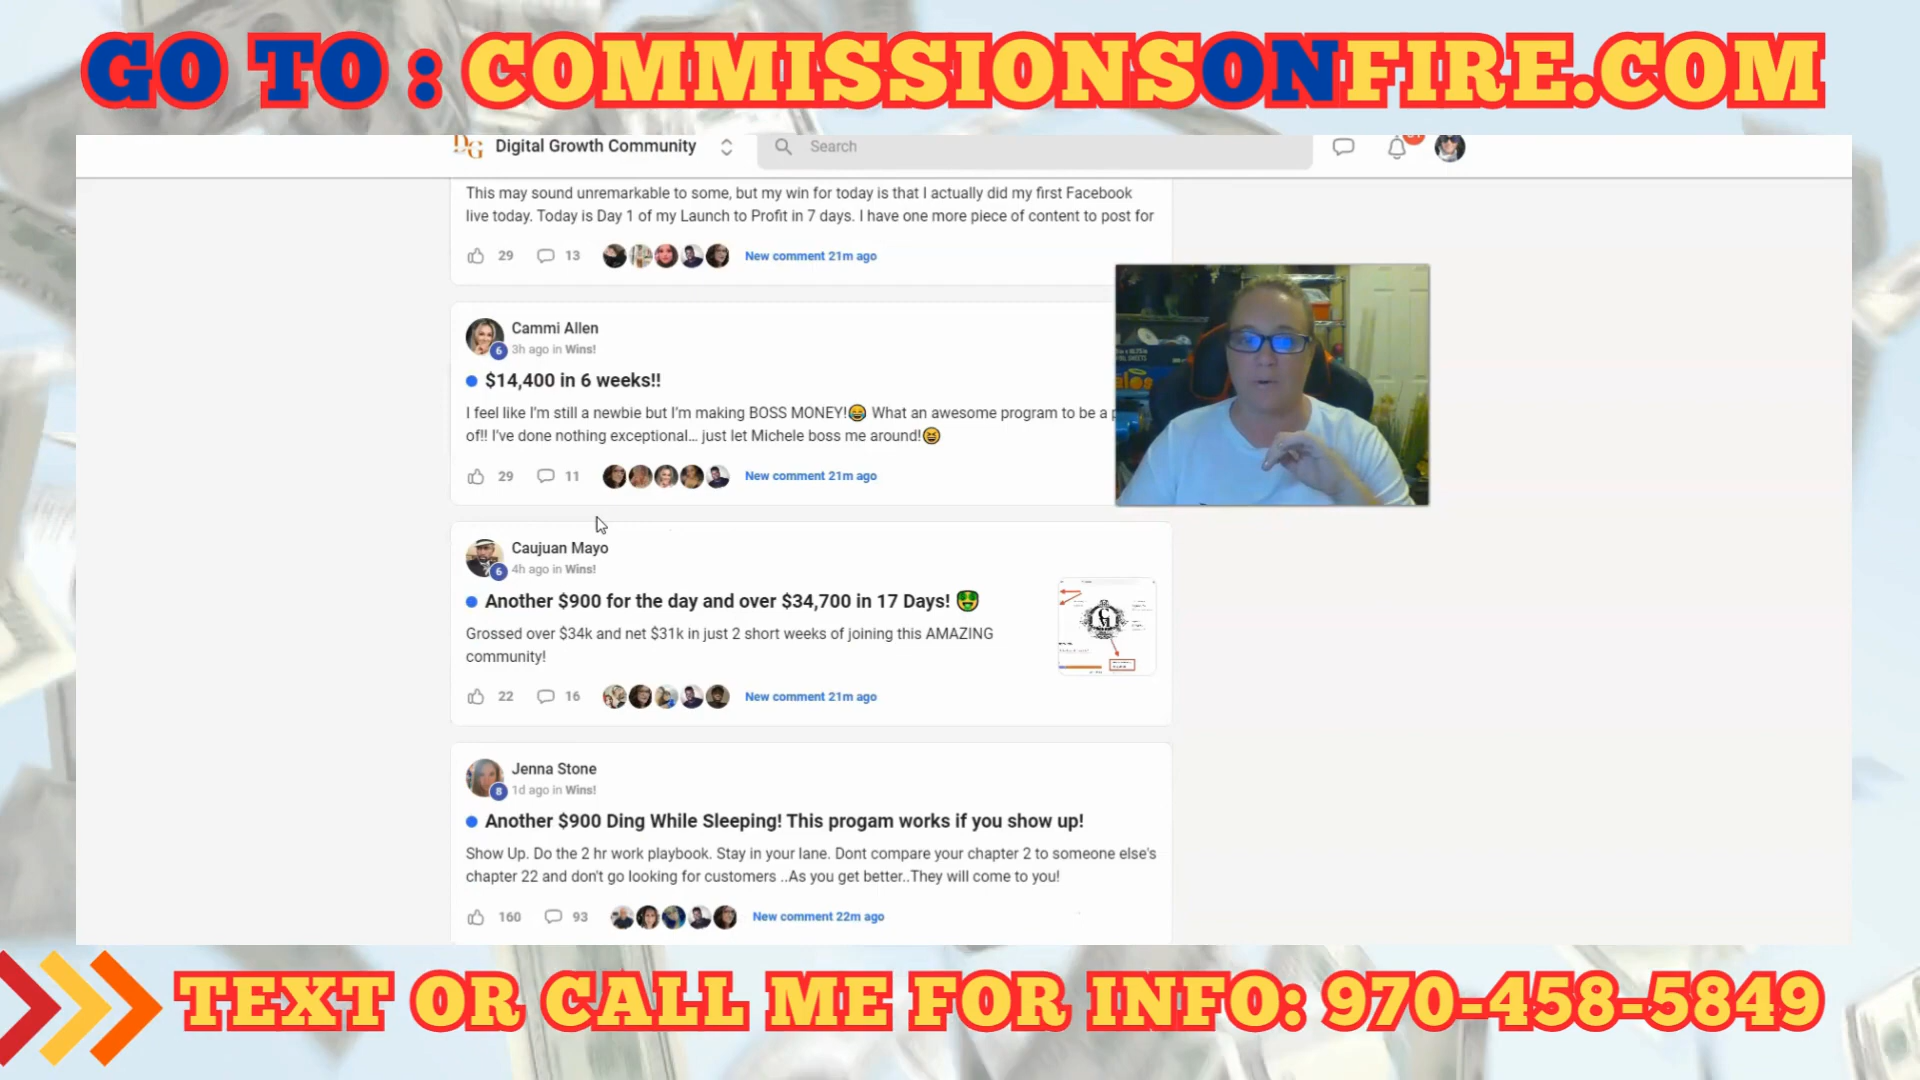 GO TO : COMMISSIONSONFIRE.COM
DG Digital Growth Community
Search
This may sound unremarkable to some, but my win for today is that I actually did my first Facebook
live today. Today is Day 1 of my Launch to Profit in 7 days. I have one more piece of content to post for
29 13 New comment 21m ago
Cammi Allen
6 3h ago in Wins!
$14,400 in 6 weeks!!
I feel like I'm still a newbie but I'm making BOSS MONEY!😂 What an awesome program to be a p
of!! I've done nothing exceptional... just let Michele boss me around!😆
29 11 New comment 21m ago
Caujuan Mayo
6 4h ago in Wins!
Another $900 for the day and over $34,700 in 17 Days! 🤑
Grossed over $34k and net $31k in just 2 short weeks of joining this AMAZING
community!
22 16 New comment 21m ago
Jenna Stone
8 1d ago in Wins!
Another $900 Ding While Sleeping! This progam works if you show up!
Show Up. Do the 2 hr work playbook. Stay in your lane. Dont compare your chapter 2 to someone else's
chapter 22 and don't go looking for customers ..As you get better..They will come to you!
160 93 New comment 22m ago
TEXT OR CALL ME FOR INFO: 970-458-5849